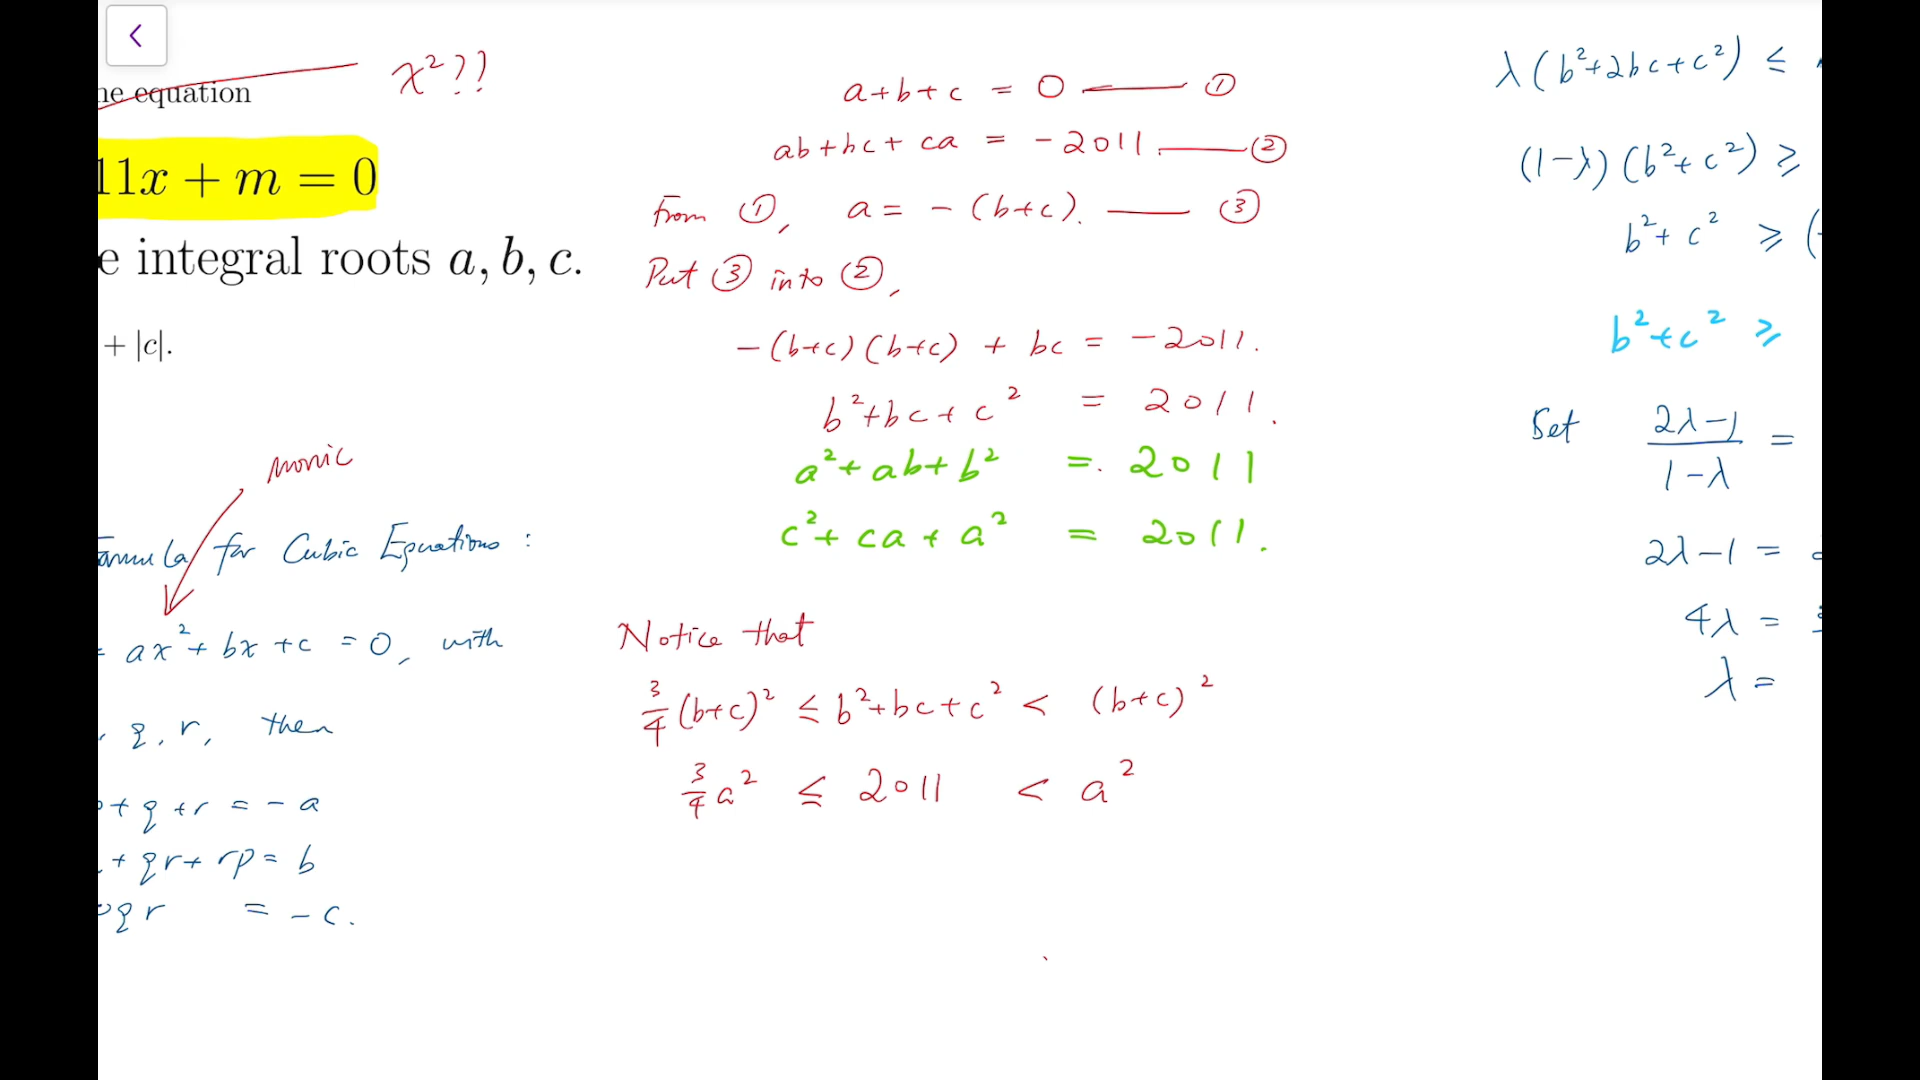 he equation
x²??
11x + m = 0
e integral roots a, b, c.
+ |c|.
monic
formula for Cubic Equations :
ax² + bx + c = 0, with
q, r, then
+ q + r = - a
+ qr + rp = b
pqr = - c.
a + b + c = 0 —— ①
ab + bc + ca = - 2011. —— ②
from ①, a = - (b+c). —— ③
Put ③ into ②,
- (b+c)(b+c) + bc = - 2011.
b² + bc + c² = 2011.
a² + ab + b² = 2011
c² + ca + a² = 2011.
Notice that
3/4 (b+c)² ≤ b² + bc + c² < (b+c)²
3/4 a² ≤ 2011 < a²
λ(b² + 2bc + c²) ≤
(1-λ)(b² + c²) ≥
b² + c² ≥ (
b² + c² ≥
Set (2λ-1)/(1-λ) =
2λ-1 =
4λ =
λ =